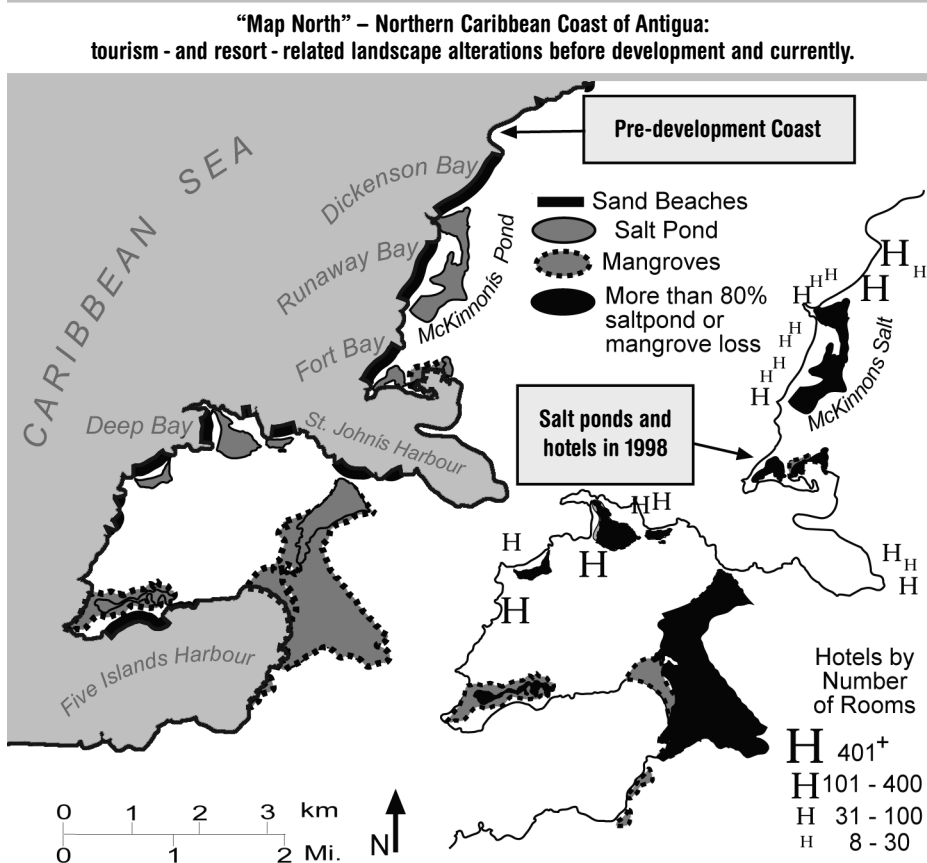 “Map North” – Northern Caribbean Coast of Antigua:
tourism - and resort - related landscape alterations before development and currently.
Pre-development Coast
CARIBBEAN SEA
Dickenson Bay
Sand Beaches
Salt Pond
Mangroves
More than 80%
saltpond or
mangrove loss
Runaway Bay
McKinnonís Pond
Fort Bay
Deep Bay
St. Johnís Harbour
Five Islands Harbour
H
H
H
H
H
H
H
H
H
H
H
McKinnons Salt
Salt ponds and
hotels in 1998
H H
H
H
H
H
H
H
Hotels by
Number
of Rooms
H 401+
H 101 - 400
H 31 - 100
H 8 - 30
0 1 2 3 km
0 1 2 Mi.
N